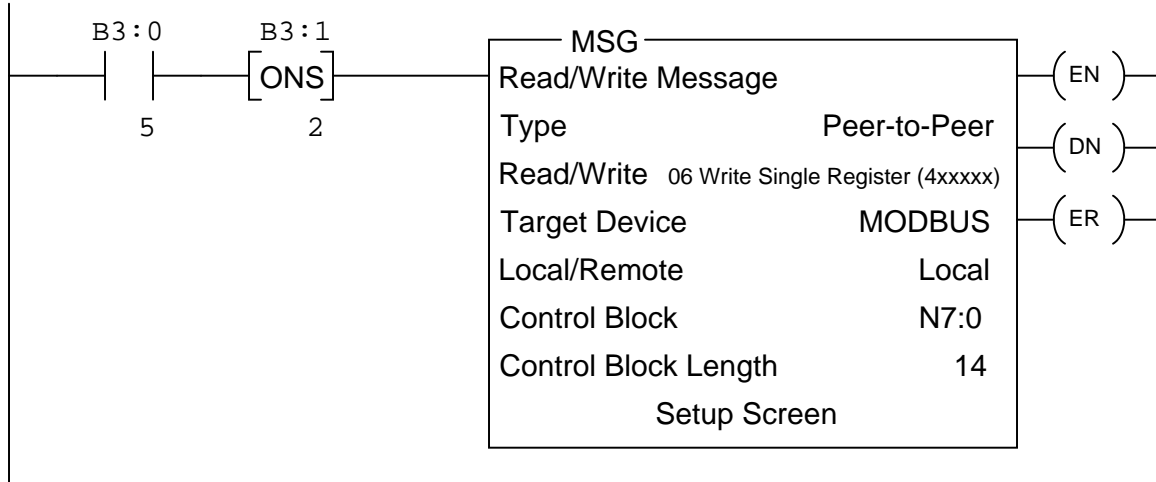 B3:0 B3:1 MSG
ONS Read/Write Message EN
5 2 Type Peer-to-Peer DN
Read/Write 06 Write Single Register (4xxxxx)
Target Device MODBUS ER
Local/Remote Local
Control Block N7:0
Control Block Length 14
Setup Screen